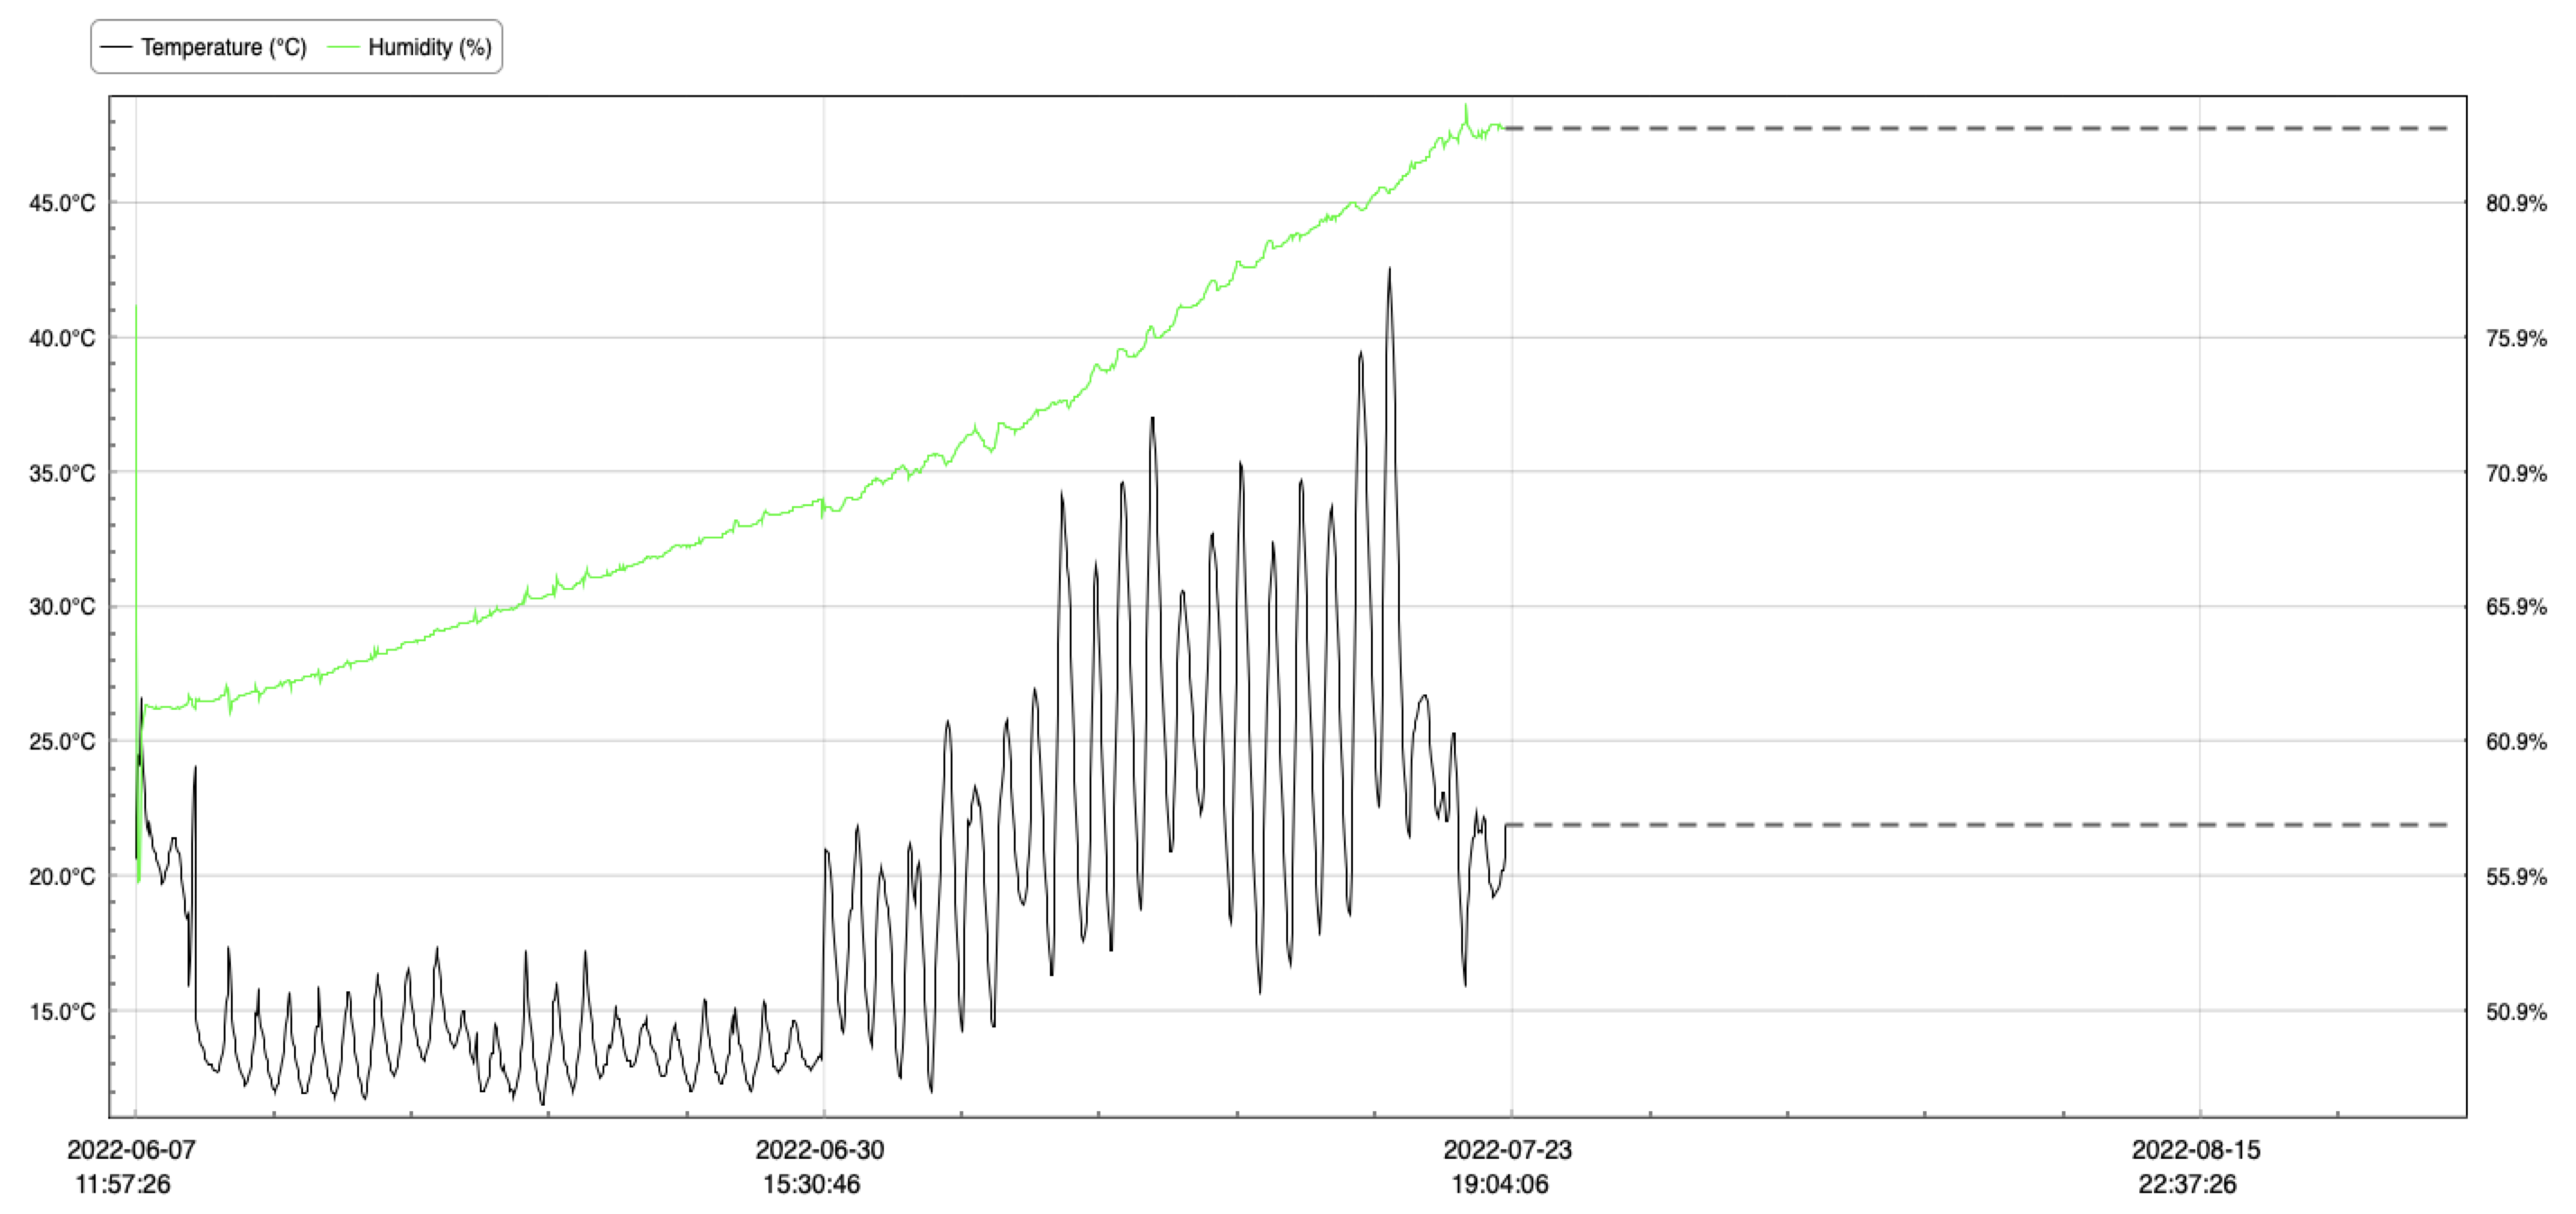 Temperature (°C) Humidity (%)
45.0°C 80.9%
40.0°C 75.9%
35.0°C 70.9%
30.0°C 65.9%
25.0°C 60.9%
20.0°C 55.9%
15.0°C 50.9%
2022-06-07 2022-06-30 2022-07-23 2022-08-15
11:57:26 15:30:46 19:04:06 22:37:26